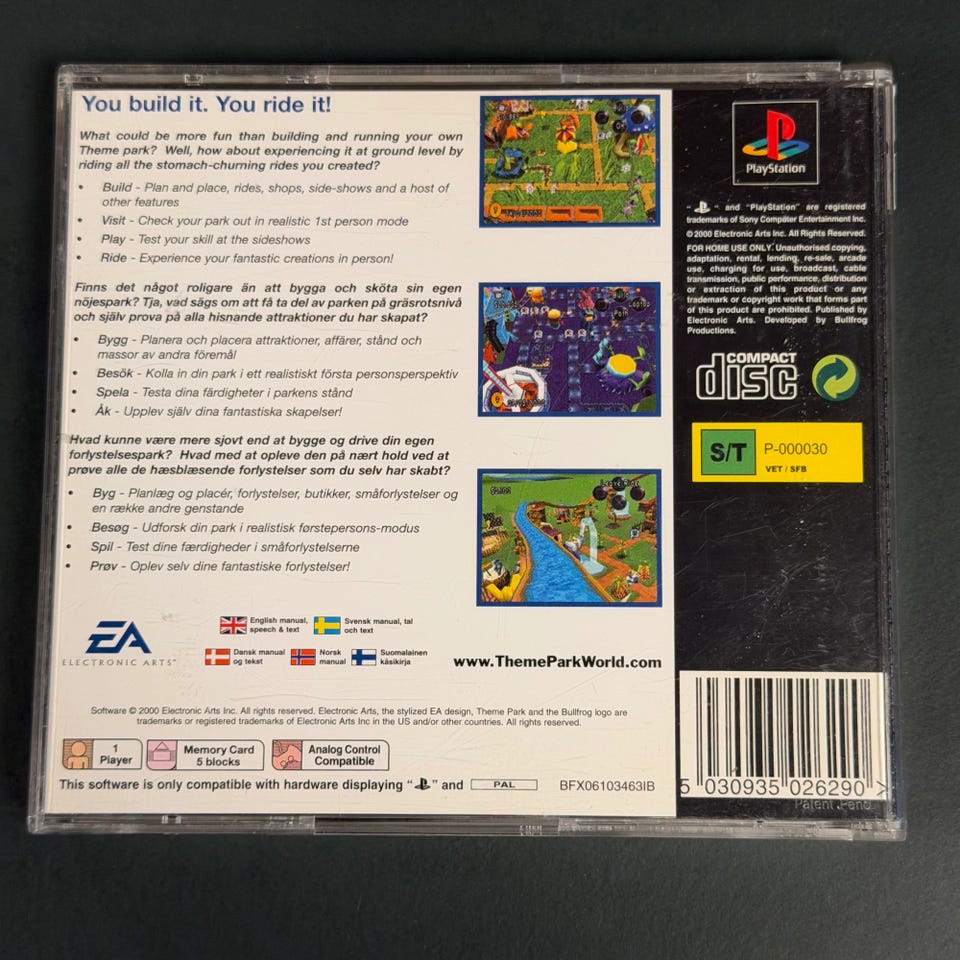 You build it. You ride it!
What could be more fun than building and running your own
Theme park? Well, how about experiencing it at ground level by
riding all the stomach-churning rides you created?
• Build - Plan and place, rides, shops, side-shows and a host of
other features
• Visit - Check your park out in realistic 1st person mode
• Play - Test your skill at the sideshows
• Ride - Experience your fantastic creations in person!
Finns det något roligare än att bygga och sköta sin egen
nöjespark? Tja, vad sägs om att få ta del av parken på gräsrotsnivå
och själv prova på alla hisnande attraktioner du har skapat?
• Bygg - Planera och placera attraktioner, affärer, stånd och
massor av andra föremål
• Besök - Kolla in din park i ett realistiskt första personsperspektiv
• Spela - Testa dina färdigheter i parkens stånd
• Åk - Upplev själv dina fantastiska skapelser!
Hvad kunne være mere sjovt end at bygge og drive din egen
forlystelsespark? Hvad med at opleve den på nært hold ved at
prøve alle de hæsblæsende forlystelser som du selv har skabt?
• Byg - Planlæg og placér, forlystelser, butikker, småforlystelser og
en række andre genstande
• Besøg - Udforsk din park i realistisk førstepersons-modus
• Spil - Test dine færdigheder i småforlystelserne
• Prøv - Oplev selv dine fantastiske forlystelser!
EA
ELECTRONIC ARTS™
English manual,
speech & text
Svensk manual, tal
och text
Dansk manual
og tekst
Norsk
manual
Suomalainen
käsikirja
www.ThemeParkWorld.com
Software © 2000 Electronic Arts Inc. All rights reserved. Electronic Arts, the stylized EA design, Theme Park and the Bullfrog logo are
trademarks or registered trademarks of Electronic Arts Inc in the US and/or other countries. All rights reserved.
1
Player
Memory Card
5 blocks
Analog Control
Compatible
This software is only compatible with hardware displaying " " and PAL
BFX06103463IB
Laptop
Path
PlayStation
" " and "PlayStation" are registered
trademarks of Sony Computer Entertainment Inc.
© 2000 Electronic Arts Inc. All Rights Reserved.
FOR HOME USE ONLY. Unauthorised copying,
adaptation, rental, lending, re-sale, arcade
use, charging for use, broadcast, cable
transmission, public performance, distribution
or extraction of this product or any
trademark or copyright work that forms part
of this product are prohibited. Published by
Electronic Arts. Developed by Bullfrog
Productions.
COMPACT
disc
S/T
P-000030
VET / SFB
5 030935 026290 >
Patent Pend